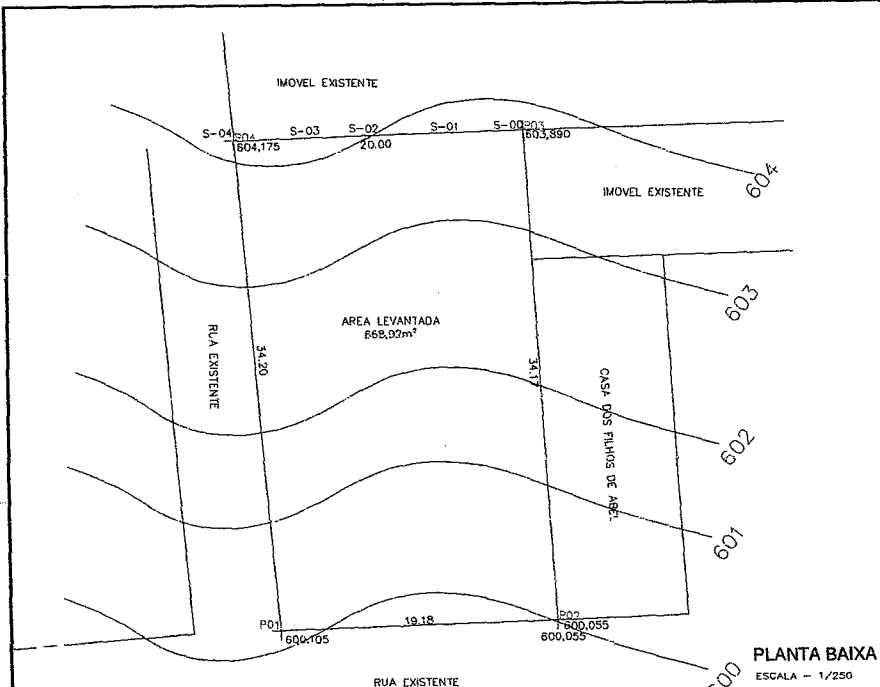 IMOVEL EXISTENTE
S-04 P04 S-03 S-02 S-01 S-00 P03
604,175 20.00 603,890
604
IMOVEL EXISTENTE
603
AREA LEVANTADA
668,92m²
RUA EXISTENTE
34.20
34.17
CASA DOS FILHOS DE ABEL
602
601
P01 19.18 P02
600,105 600,055
600,055
600
PLANTA BAIXA
ESCALA - 1/250
RUA EXISTENTE